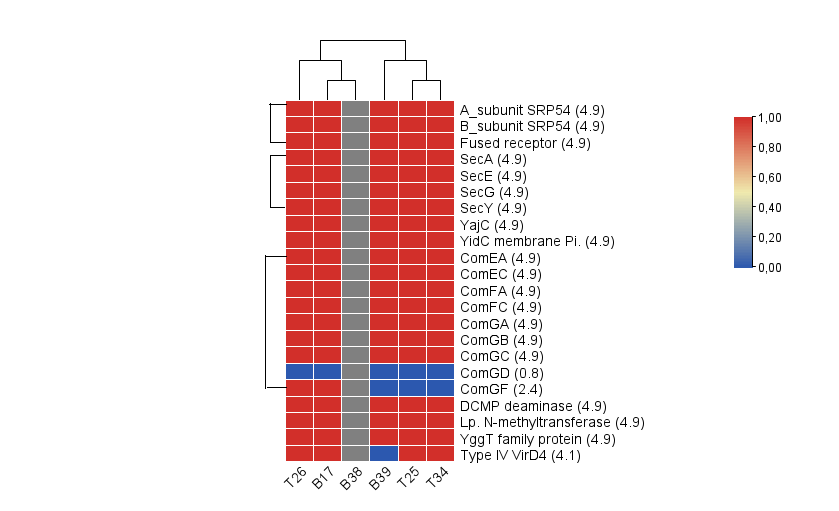 A_subunit SRP54 (4.9)
B_subunit SRP54 (4.9)
Fused receptor (4.9)
SecA (4.9)
SecE (4.9)
SecG (4.9)
SecY (4.9)
YajC (4.9)
YidC membrane Pi. (4.9)
ComEA (4.9)
ComEC (4.9)
ComFA (4.9)
ComFC (4.9)
ComGA (4.9)
ComGB (4.9)
ComGC (4.9)
ComGD (0.8)
ComGF (2.4)
DCMP deaminase (4.9)
Lp. N-methyltransferase (4.9)
YggT family protein (4.9)
Type IV VirD4 (4.1)
T26 B17 B38 B39 T25 T34
1,00
0,80
0,60
0,40
0,20
0,00